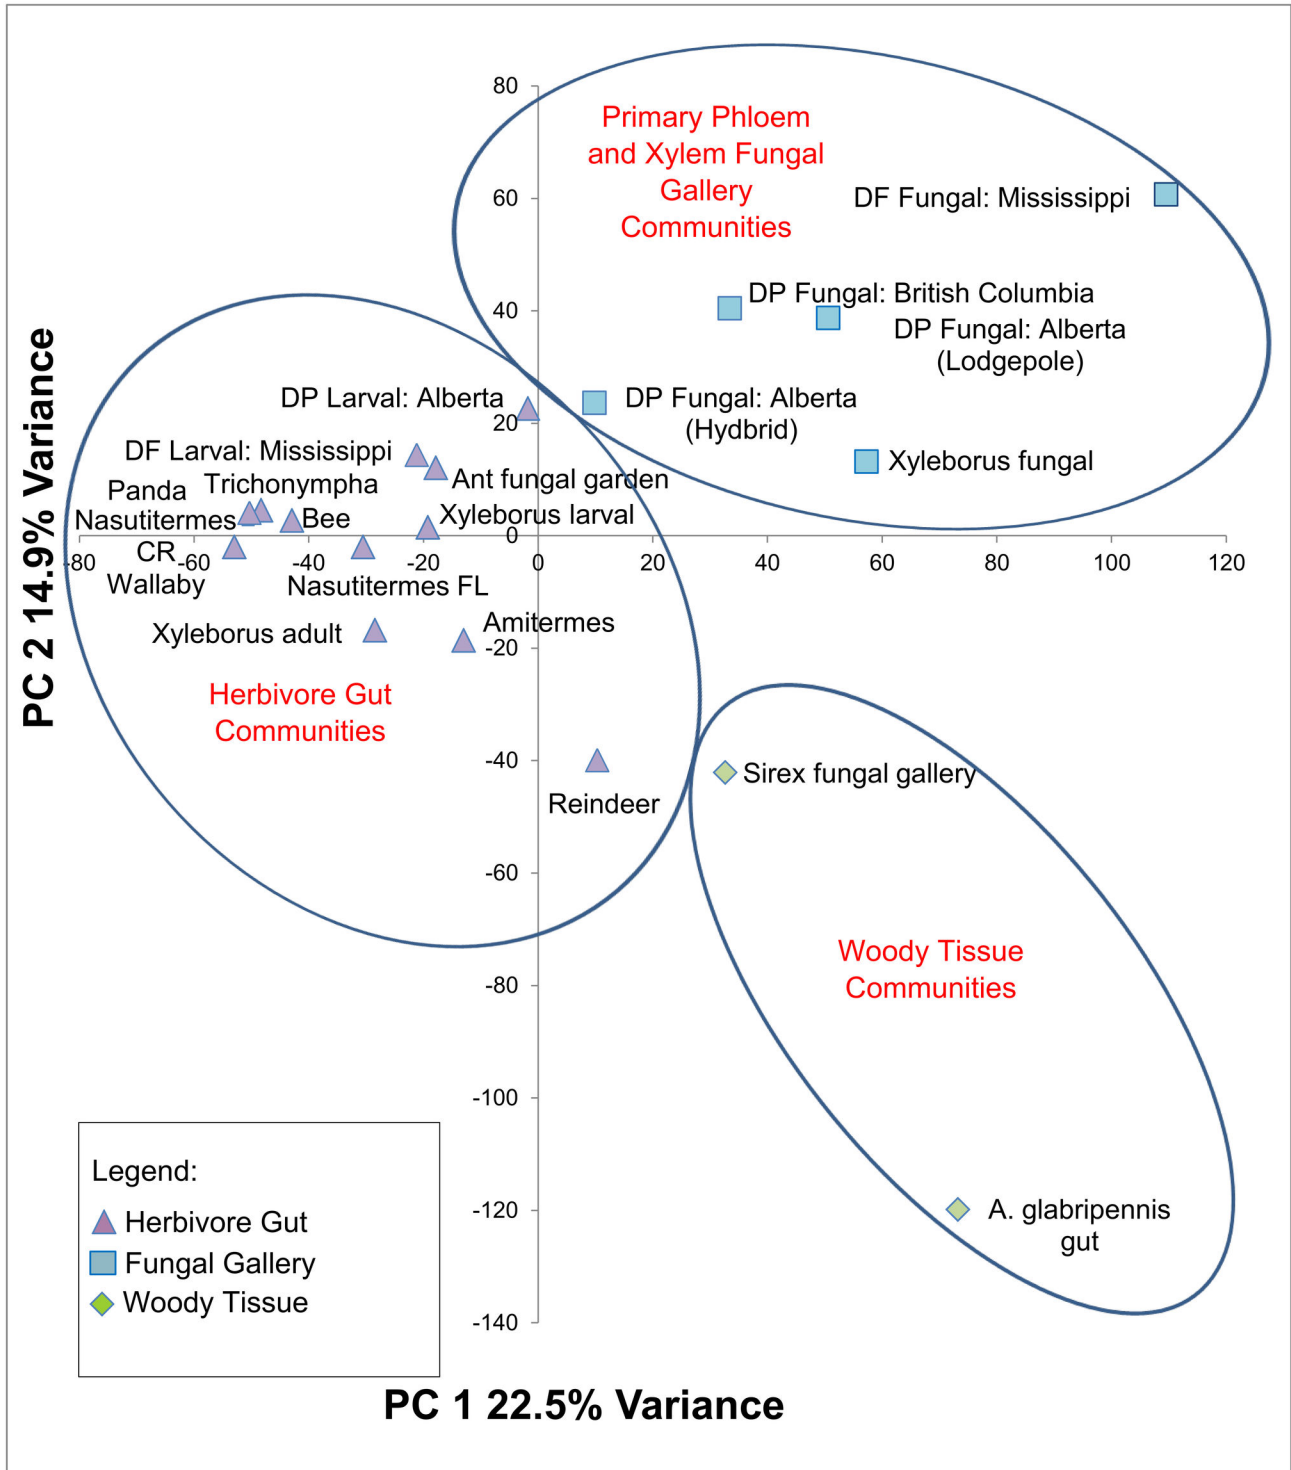 80
Primary Phloem
and Xylem Fungal
Gallery
Communities
60
DF Fungal: Mississippi
40
DP Fungal: British Columbia
DP Fungal: Alberta
(Lodgepole)
DP Larval: Alberta
20
DP Fungal: Alberta
(Hydbrid)
DF Larval: Mississippi
Ant fungal garden
Xyleborus fungal
Panda
Trichonympha
Nasutitermes
Bee
Xyleborus larval
0
CR
Wallaby
-80 -60 -40 -20 0 20 40 60 80 100 120
Nasutitermes FL
Xyleborus adult
Amitermes
-20
Herbivore Gut
Communities
-40
Reindeer
Sirex fungal gallery
-60
Woody Tissue
Communities
-80
-100
-120
A. glabripennis
gut
-140
PC 2 14.9% Variance
Legend:
Herbivore Gut
Fungal Gallery
Woody Tissue
PC 1 22.5% Variance